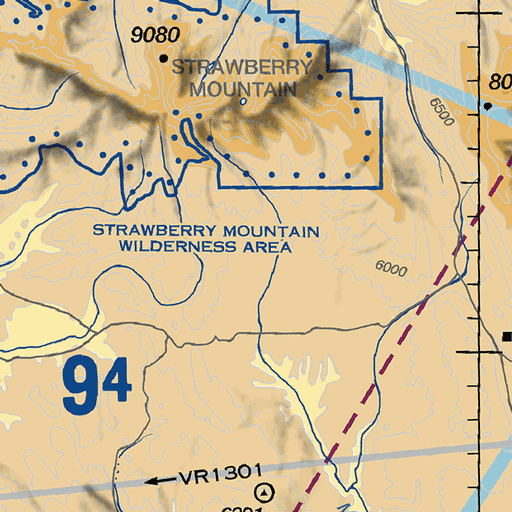 9080
STRAWBERRY
MOUNTAIN
80
6500
STRAWBERRY MOUNTAIN
WILDERNESS AREA
6000
94
VR1301